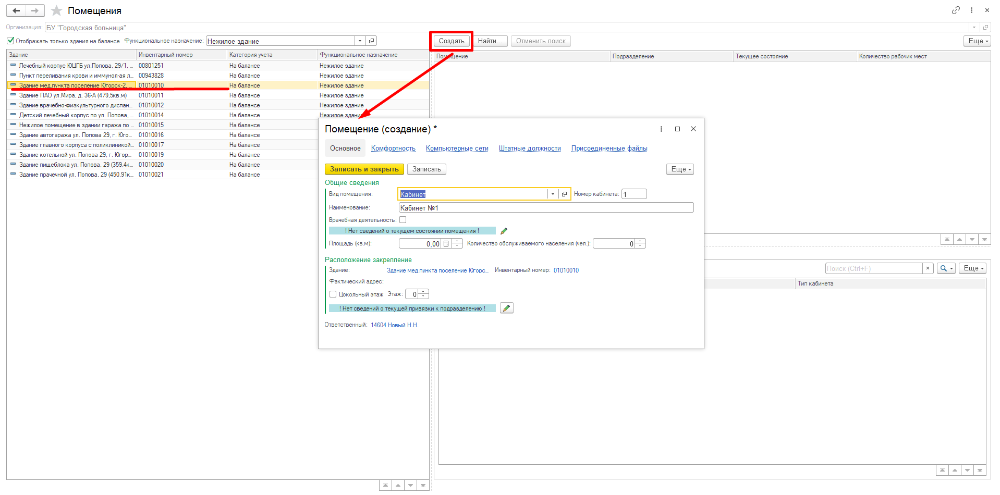 Помещения
Организация: БУ "Городская больница"
Отображать только здания на балансе Функциональное назначение: Нежилое здание
Создать Найти... Отменить поиск Еще
Здание Инвентарный номер Категория учета Функциональное назначение
Помещение Подразделение Текущее состояние Количество рабочих мест
Лечебный корпус ЮЦГБ ул.Попова, 29/1, ... 00801251 На балансе Нежилое здание
Пункт переливания крови и иммунол-ая л... 00943828 На балансе Нежилое здание
Здание мед.пункта поселение Югорск-2, ... 01010010 На балансе Нежилое здание
Здание ПАО ул.Мира, д. 36-А (479,5кв.м) 01010011 На балансе Нежилое здание
Здание врачебно-физкультурного диспан... 01010012 На балансе Нежилое здание
Детский лечебный корпус по ул. Попова, ... 01010014 На балансе Нежилое здание
Нежилое помещение в здании гаража по ... 01010015 На балансе
Здание автогаража ул. Попова 29, г. Юго... 01010016 На балансе
Здание главного корпуса с поликлиникой... 01010017 На балансе
Здание котельной ул. Попова 29, г. Югор... 01010019 На балансе
Здание пищеблока ул. Попова, 29 (359,4к... 01010020 На балансе
Здание прачечной ул. Попова, 29 (450,91к... 01010021 На балансе
Помещение (создание) *
Основное Комфортность Компьютерные сети Штатные должности Присоединенные файлы
Записать и закрыть Записать Еще
Общие сведения
Вид помещения: Кабинет Номер кабинета: 1
Наименование: Кабинет №1
Врачебная деятельность:
! Нет сведений о текущем состоянии помещения !
Площадь (кв.м): 0,00 Количество обслуживаемого населения (чел.): 0
Расположение закрепление
Здание: Здание мед.пункта поселение Югорс... Инвентарный номер: 01010010
Фактический адрес:
Цокольный этаж Этаж: 0
! Нет сведений о текущей привязки к подразделению !
Ответственный: 14604 Новый Н.Н.
Поиск (Ctrl+F) Еще
Тип кабинета